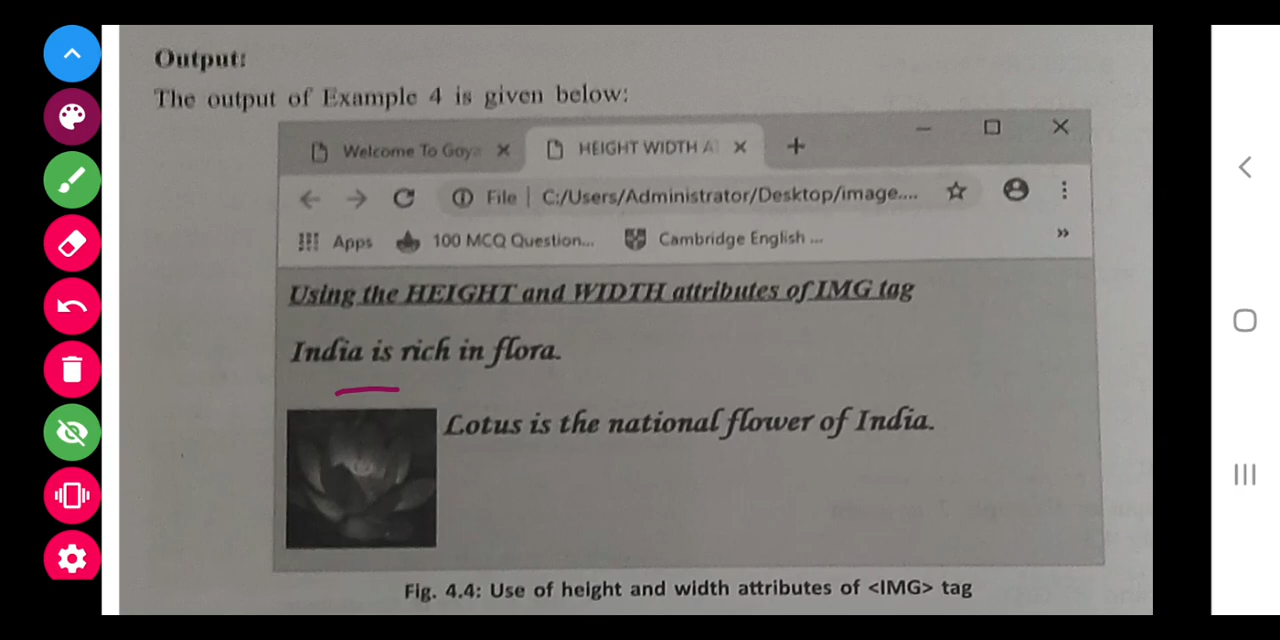 Output:
The output of Example 4 is given below:
Welcome To Goya
HEIGHT WIDTH AT
File | C:/Users/Administrator/Desktop/image....
Apps 100 MCQ Question... Cambridge English ...
Using the HEIGHT and WIDTH attributes of IMG tag
India is rich in flora.
Lotus is the national flower of India.
Fig. 4.4: Use of height and width attributes of <IMG> tag